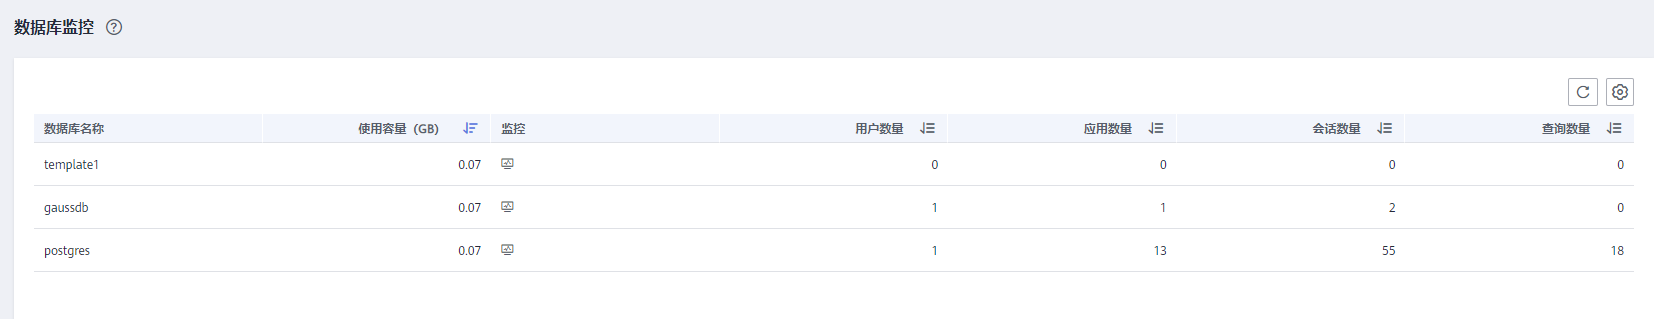 数据库监控 ?
数据库名称 使用容量（GB） 监控 用户数量 应用数量 会话数量 查询数量
template1 0.07 0 0 0 0
gaussdb 0.07 1 1 2 0
postgres 0.07 1 13 55 18